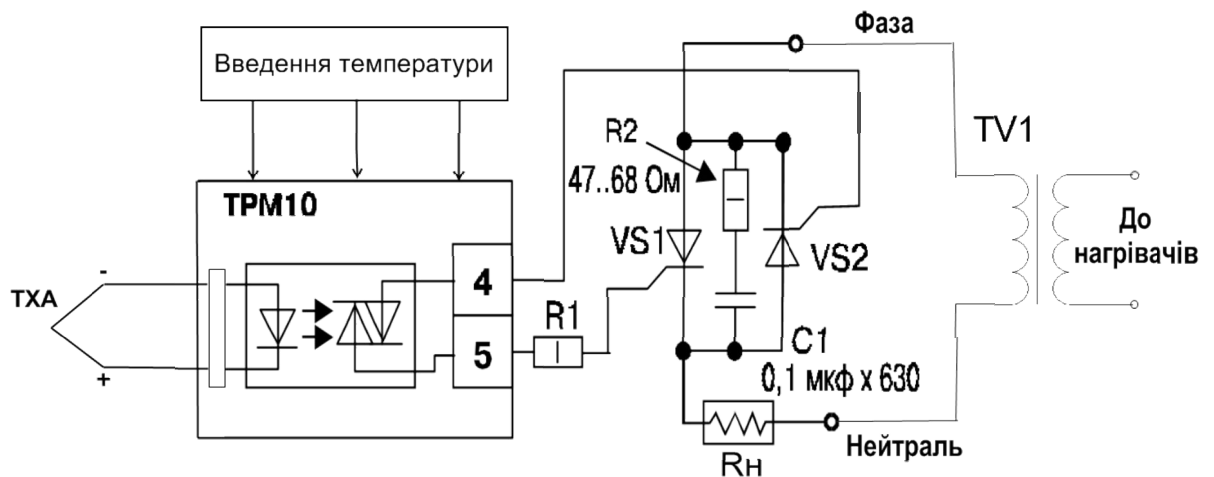 Введення температури
Фаза
TV1
R2
47..68 Ом
ТРМ10
VS1
VS2
До
нагрівачів
ТХА
-
+
4
5
R1
C1
0,1 мкф х 630
Rн
Нейтраль